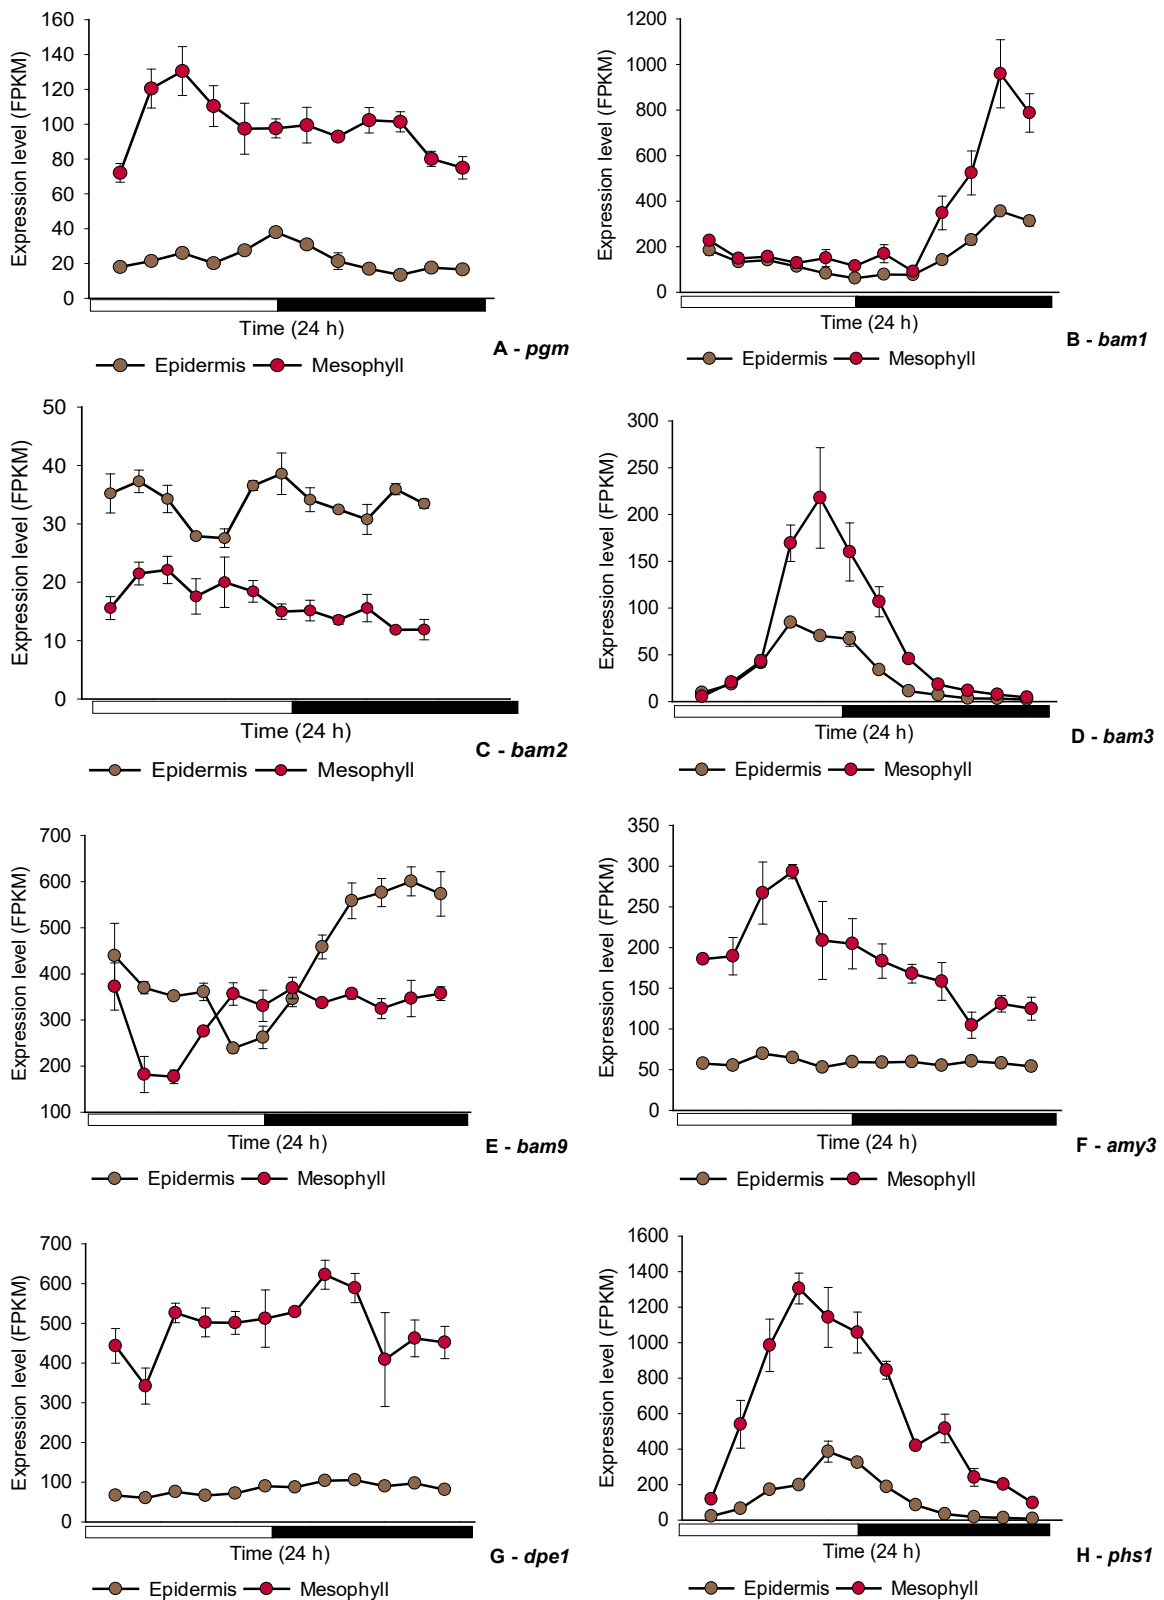 Expression level (FPKM)
160
140
120
100
80
60
40
20
0
Time (24 h)
A - pgm
Epidermis Mesophyll
Expression level (FPKM)
1200
1000
800
600
400
200
0
Time (24 h)
B - bam1
Epidermis Mesophyll
Expression level (FPKM)
50
40
30
20
10
0
Time (24 h)
C - bam2
Epidermis Mesophyll
Expression level (FPKM)
300
250
200
150
100
50
0
Time (24 h)
D - bam3
Epidermis Mesophyll
Expression level (FPKM)
700
600
500
400
300
200
100
Time (24 h)
E - bam9
Epidermis Mesophyll
Expression level (FPKM)
350
300
250
200
150
100
50
0
Time (24 h)
F - amy3
Epidermis Mesophyll
Expression level (FPKM)
700
600
500
400
300
200
100
0
Time (24 h)
G - dpe1
Epidermis Mesophyll
Expression level (FPKM)
1600
1400
1200
1000
800
600
400
200
0
Time (24 h)
H - phs1
Epidermis Mesophyll